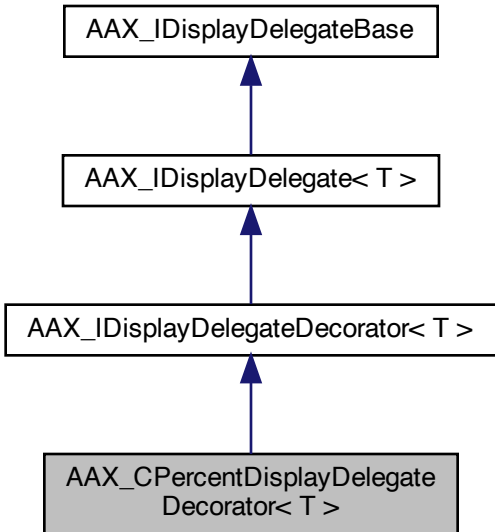 AAX_IDisplayDelegateBase
AAX_IDisplayDelegate< T >
AAX_IDisplayDelegateDecorator< T >
AAX_CPercentDisplayDelegate
Decorator< T >